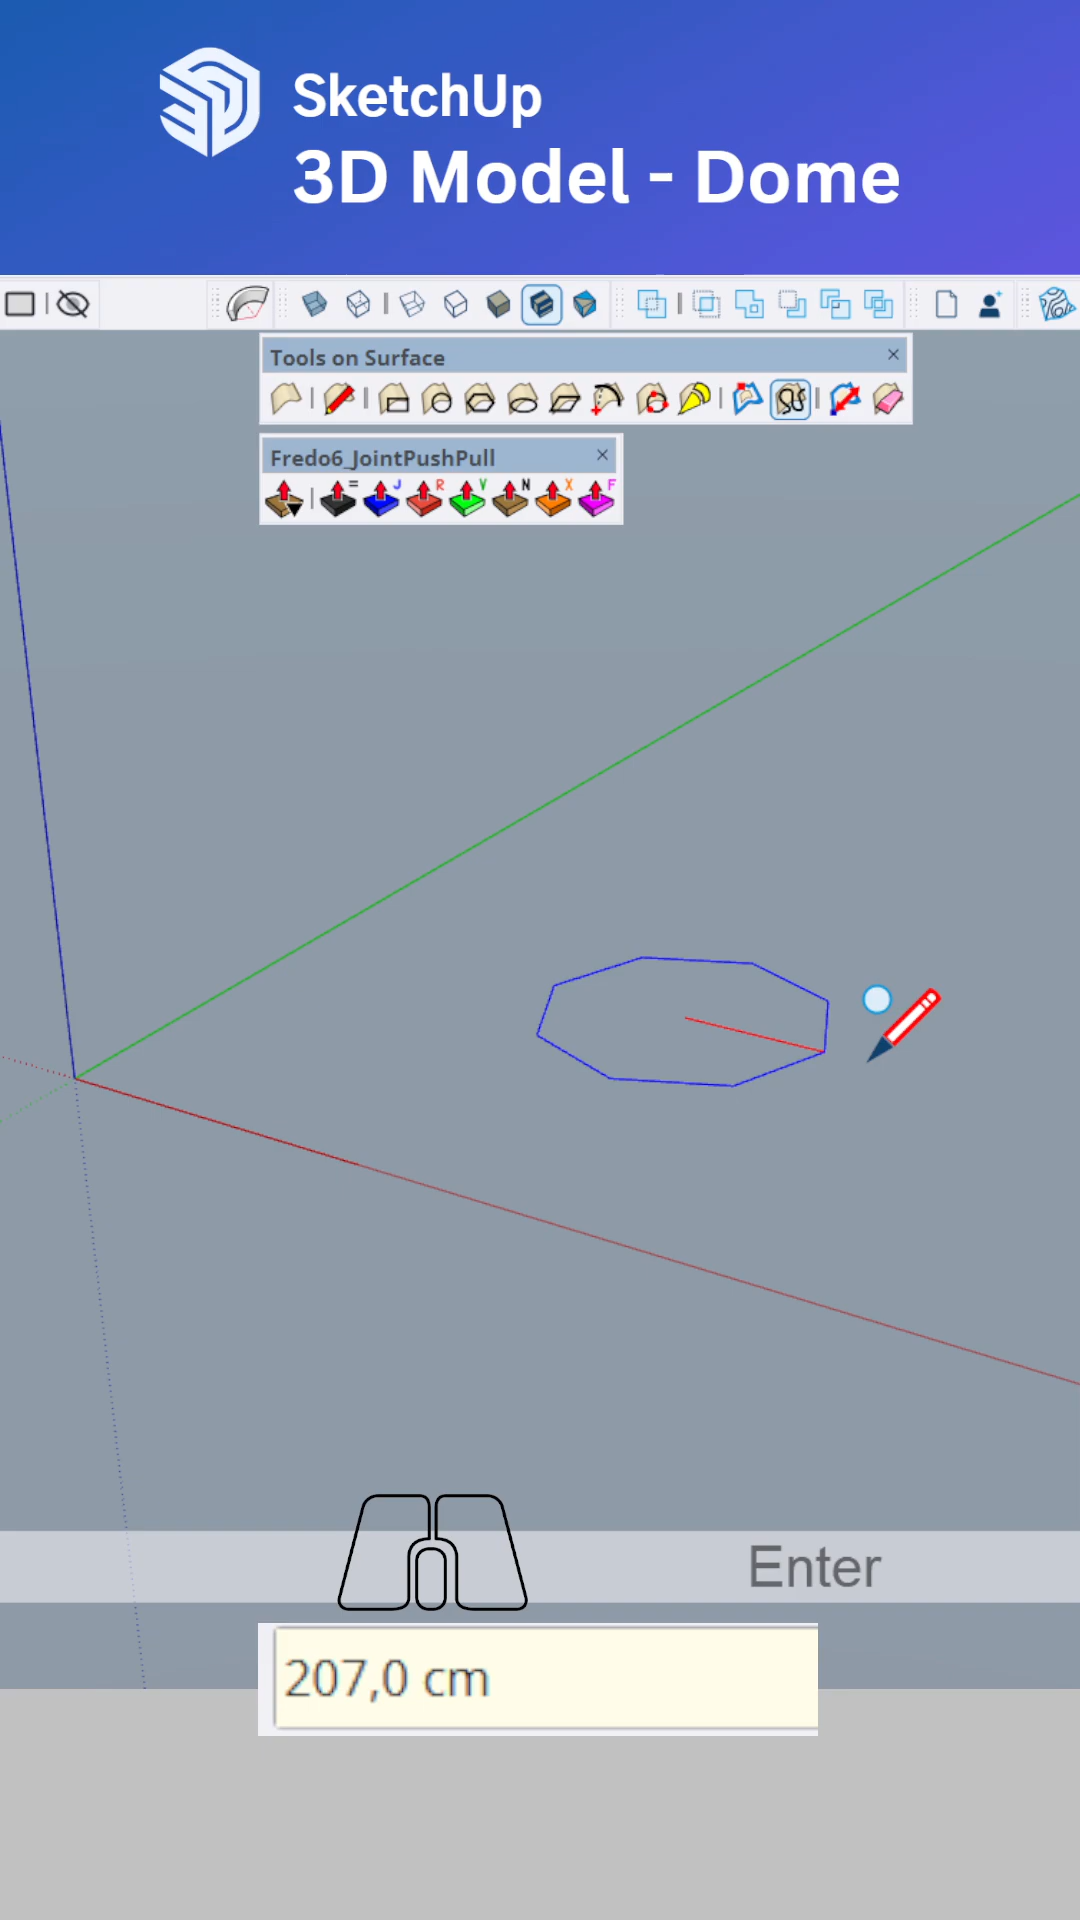 SketchUp
3D Model - Dome
Tools on Surface
Fredo6_JointPushPull
= J R V N X F
Enter
207,0 cm